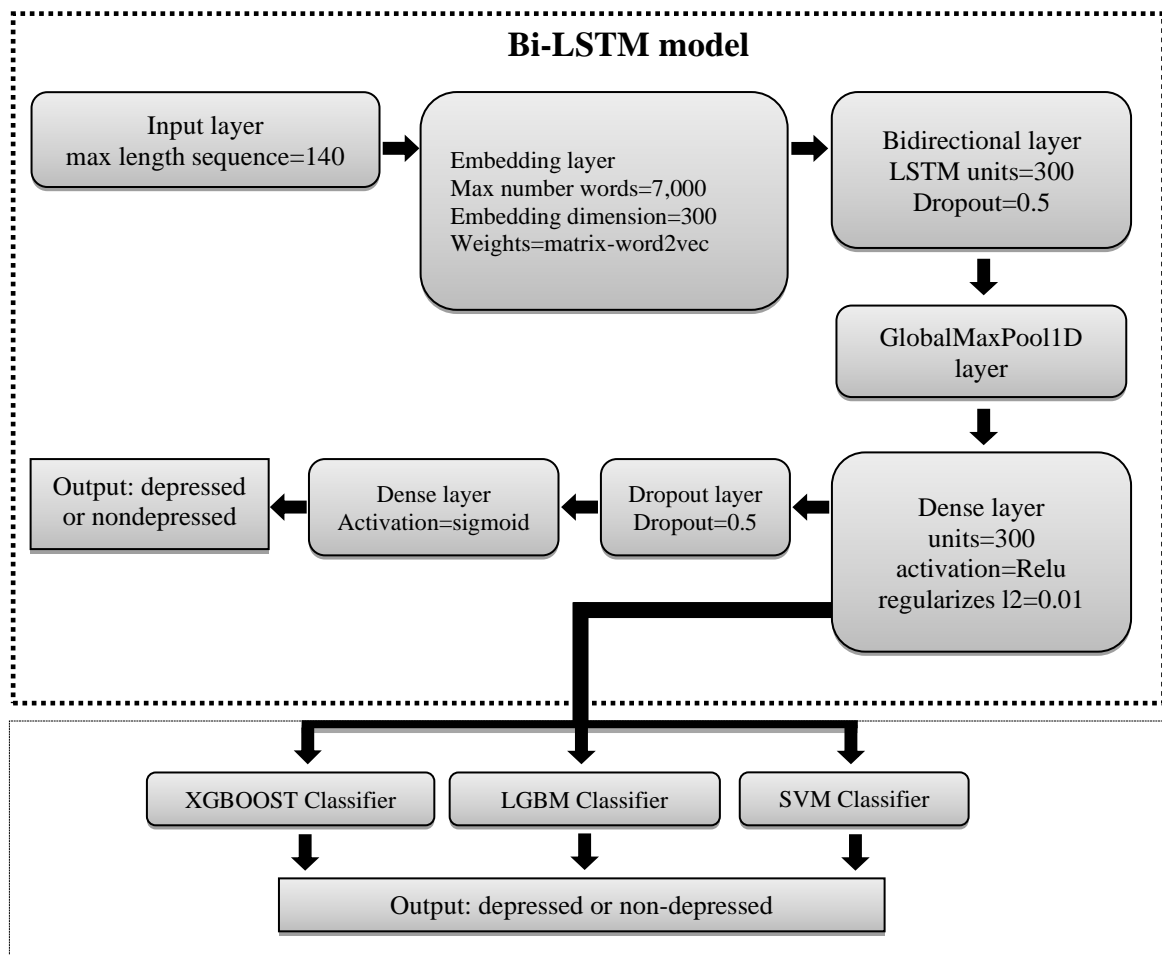 Bi-LSTM model
Input layer
max length sequence=140
Embedding layer
Max number words=7,000
Embedding dimension=300
Weights=matrix-word2vec
Bidirectional layer
LSTM units=300
Dropout=0.5
GlobalMaxPool1D
layer
Dense layer
units=300
activation=Relu
regularizes l2=0.01
Dropout layer
Dropout=0.5
Dense layer
Activation=sigmoid
Output: depressed
or nondepressed
XGBOOST Classifier
LGBM Classifier
SVM Classifier
Output: depressed or non-depressed